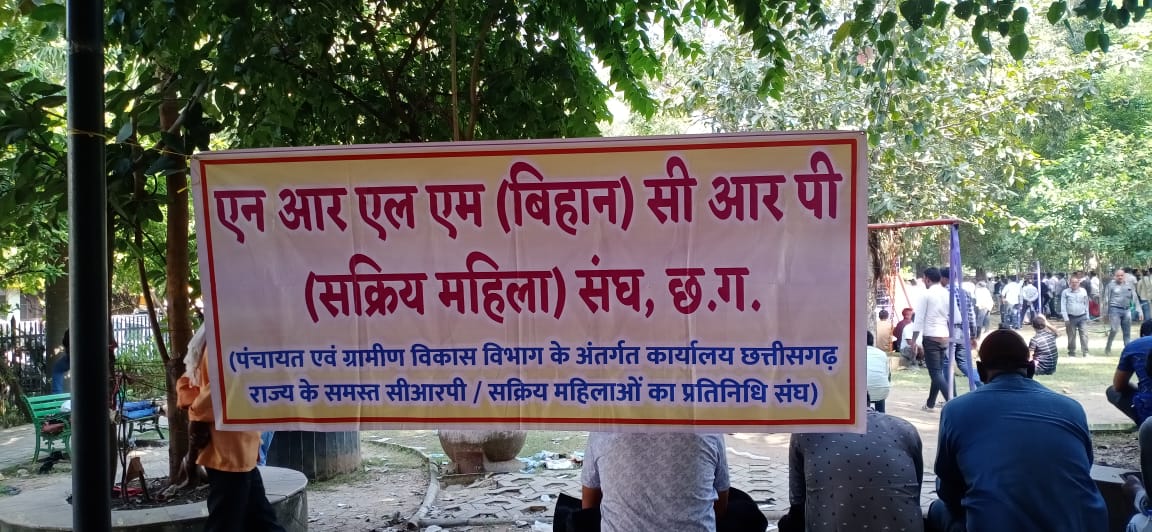 एन आर एल एम (बिहान) सी आर पी
(सक्रिय महिला) संघ, छ.ग.
(पंचायत एवं ग्रामीण विकास विभाग के अंतर्गत कार्यालय छत्तीसगढ़
राज्य के समस्त सीआरपी / सक्रिय महिलाओं का प्रतिनिधि संघ)